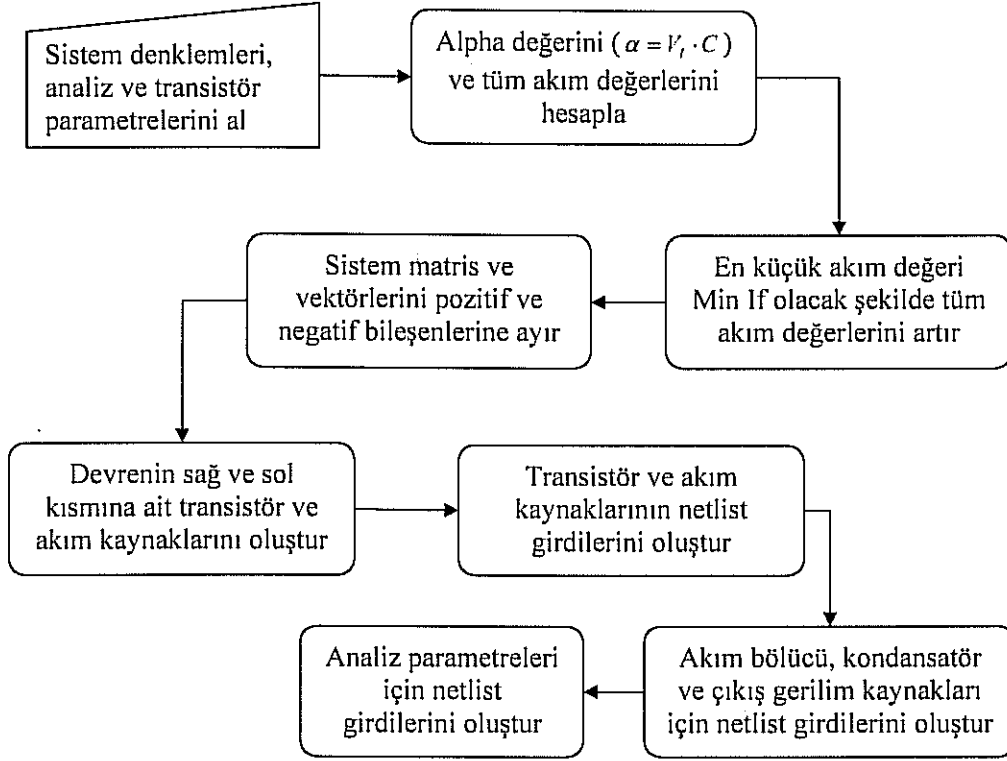 Sistem denklemleri,
analiz ve transistör
parametrelerini al
Alpha değerini ( α = V_t · C )
ve tüm akım değerlerini
hesapla
En küçük akım değeri
Min If olacak şekilde tüm
akım değerlerini artır
Sistem matris ve
vektörlerini pozitif ve
negatif bileşenlerine ayır
Devrenin sağ ve sol
kısmına ait transistör ve
akım kaynaklarını oluştur
Transistör ve akım
kaynaklarının netlist
girdilerini oluştur
Akım bölücü, kondansatör
ve çıkış gerilim kaynakları
için netlist girdilerini oluştur
Analiz parametreleri
için netlist
girdilerini oluştur